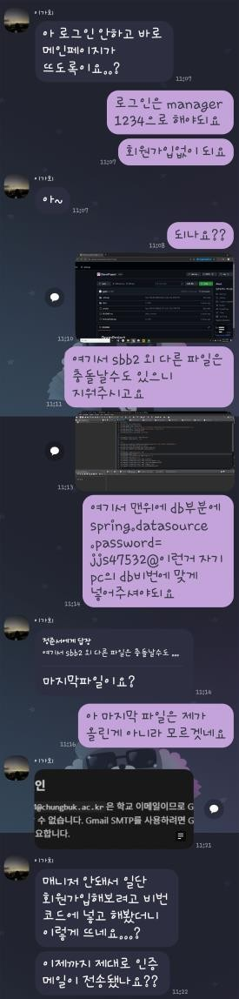 이가희
아 로그인 안하고 바로
메인페이지가
뜨도록이요..?
11:07
로그인은 manager
1234으로 해야되요
회원가입없이 되요
11:07
이가희
아~
11:07
되나요??
11:08
11:10
여기서 sbb2 외 다른 파일은
충돌날수도 있으니
지워주시고요
11:11
11:13
여기서 맨위에 db부분에
spring.datasource
.password=
jjs47532@이런거 자기
pc의 db비번에 맞게
넣어주셔야되요
11:14
이가희
정준서에게 답장
여기서 sbb2 외 다른 파일은 충돌날수도 ...
마지막파일이요?
11:14
아 마지막 파일은 제가
올린게 아니라 모르겟네요
11:16
이가희
인
@chungbuk.ac.kr 은 학교 이메일이므로 G
수 없습니다. Gmail SMTP를 사용하려면 G
요합니다.
11:21
이가희
매니저 안돼서 일단
회원가입해보려고 비번
코드에 넣고 해봤더니
이렇게 뜨네요...?
이제까지 제대로 인증
메일이 전송됐나요??
11:22